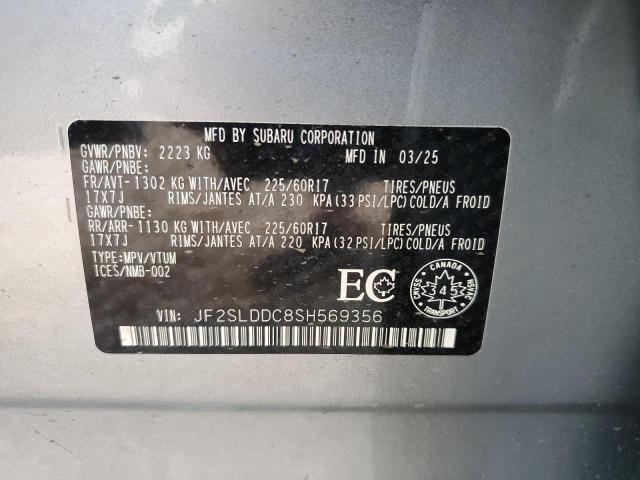 MFD BY SUBARU CORPORATION
GVWR/PNBV: 2223 KG MFD IN 03/25
GAWR/PNBE:
FR/AVT-1302 KG WITH/AVEC 225/60R17 TIRES/PNEUS
17X7J RIMS/JANTES AT/A 230 KPA (33 PSI/LPC) COLD/A FROID
GAWR/PNBE:
RR/ARR-1130 KG WITH/AVEC 225/60R17 TIRES/PNEUS
17X7J RIMS/JANTES AT/A 220 KPA (32 PSI/LPC) COLD/A FROID
TYPE:MPV/VTUM
ICES/NMB-002
EC
CANADA
CMVSS 345 NSVAC
TRANSPORT
VIN: JF2SLDDC8SH569356